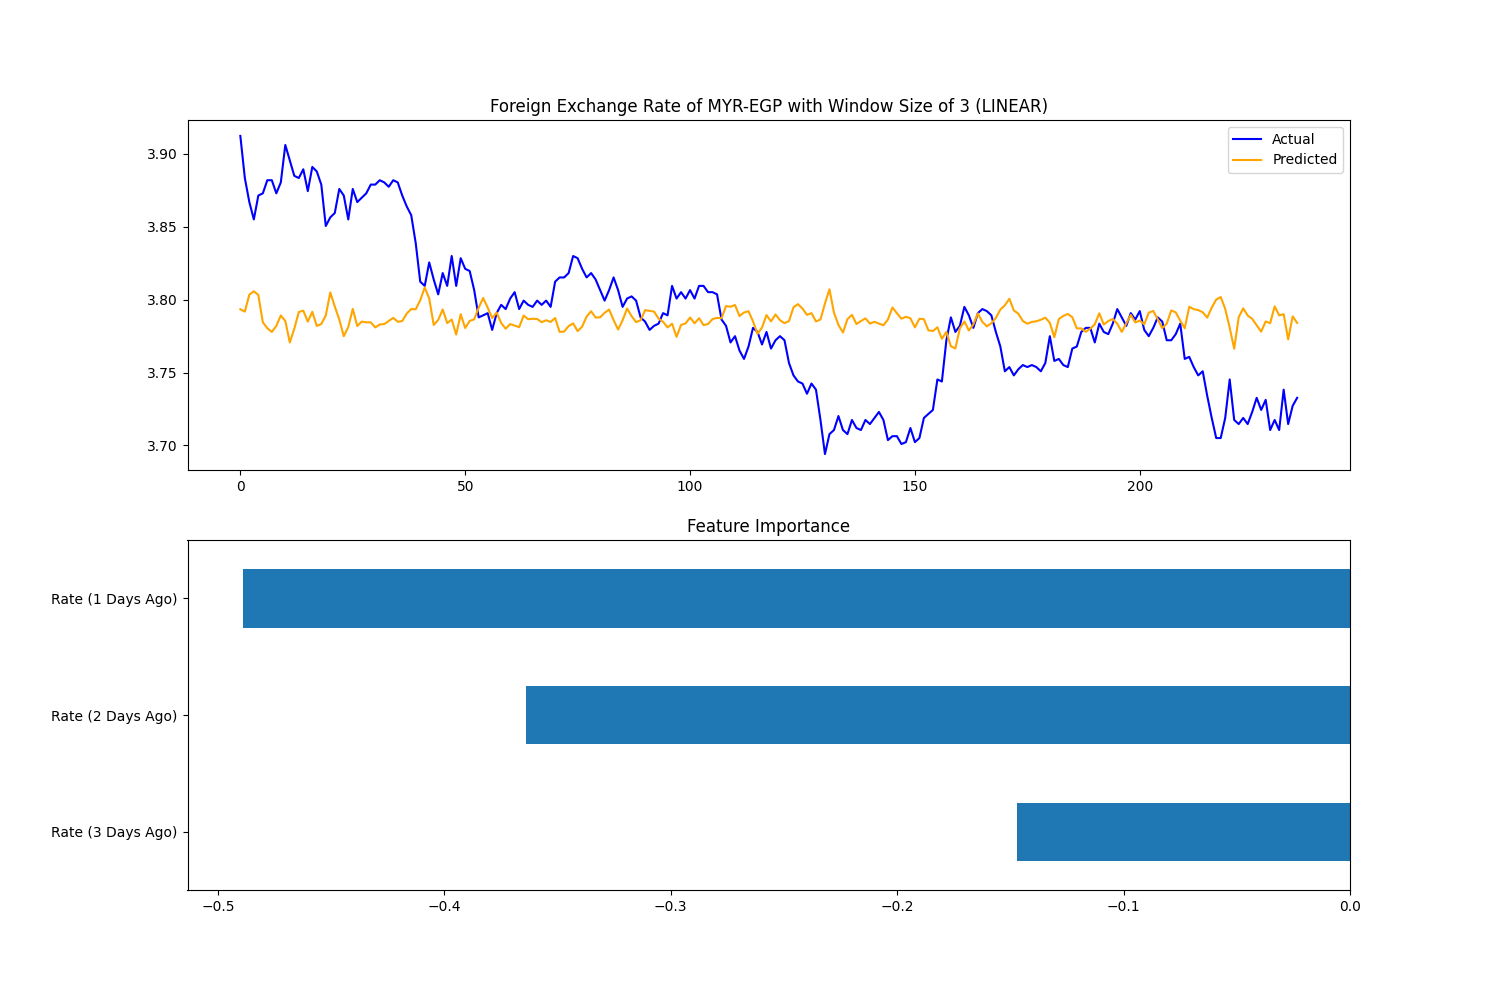 Foreign Exchange Rate of MYR-EGP with Window Size of 3 (LINEAR)
Actual
Predicted
3.90
3.85
3.80
3.75
3.70
0 50 100 150 200
Feature Importance
Rate (1 Days Ago)
Rate (2 Days Ago)
Rate (3 Days Ago)
−0.5 −0.4 −0.3 −0.2 −0.1 0.0